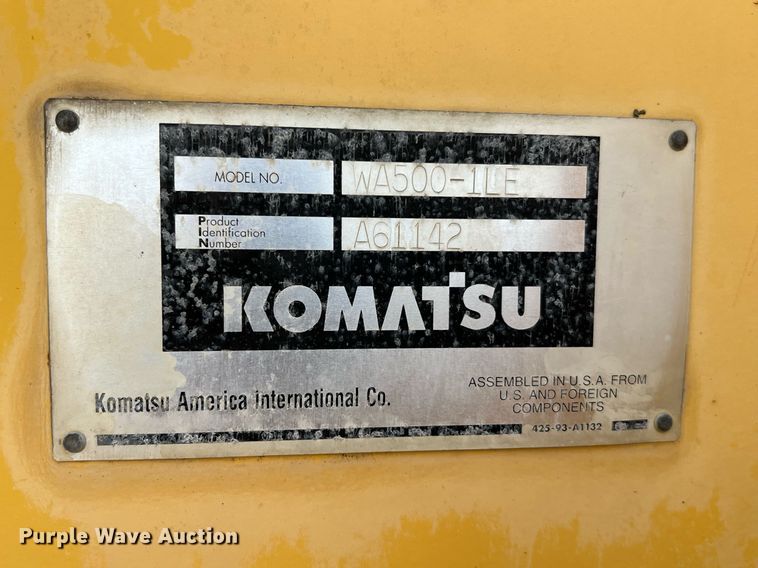 MODEL NO. WA500-1LE
Product Identification Number A61142
KOMATSU
Komatsu America International Co.
ASSEMBLED IN U.S.A. FROM
U.S. AND FOREIGN
COMPONENTS
425-93-A1132
Purple Wave Auction